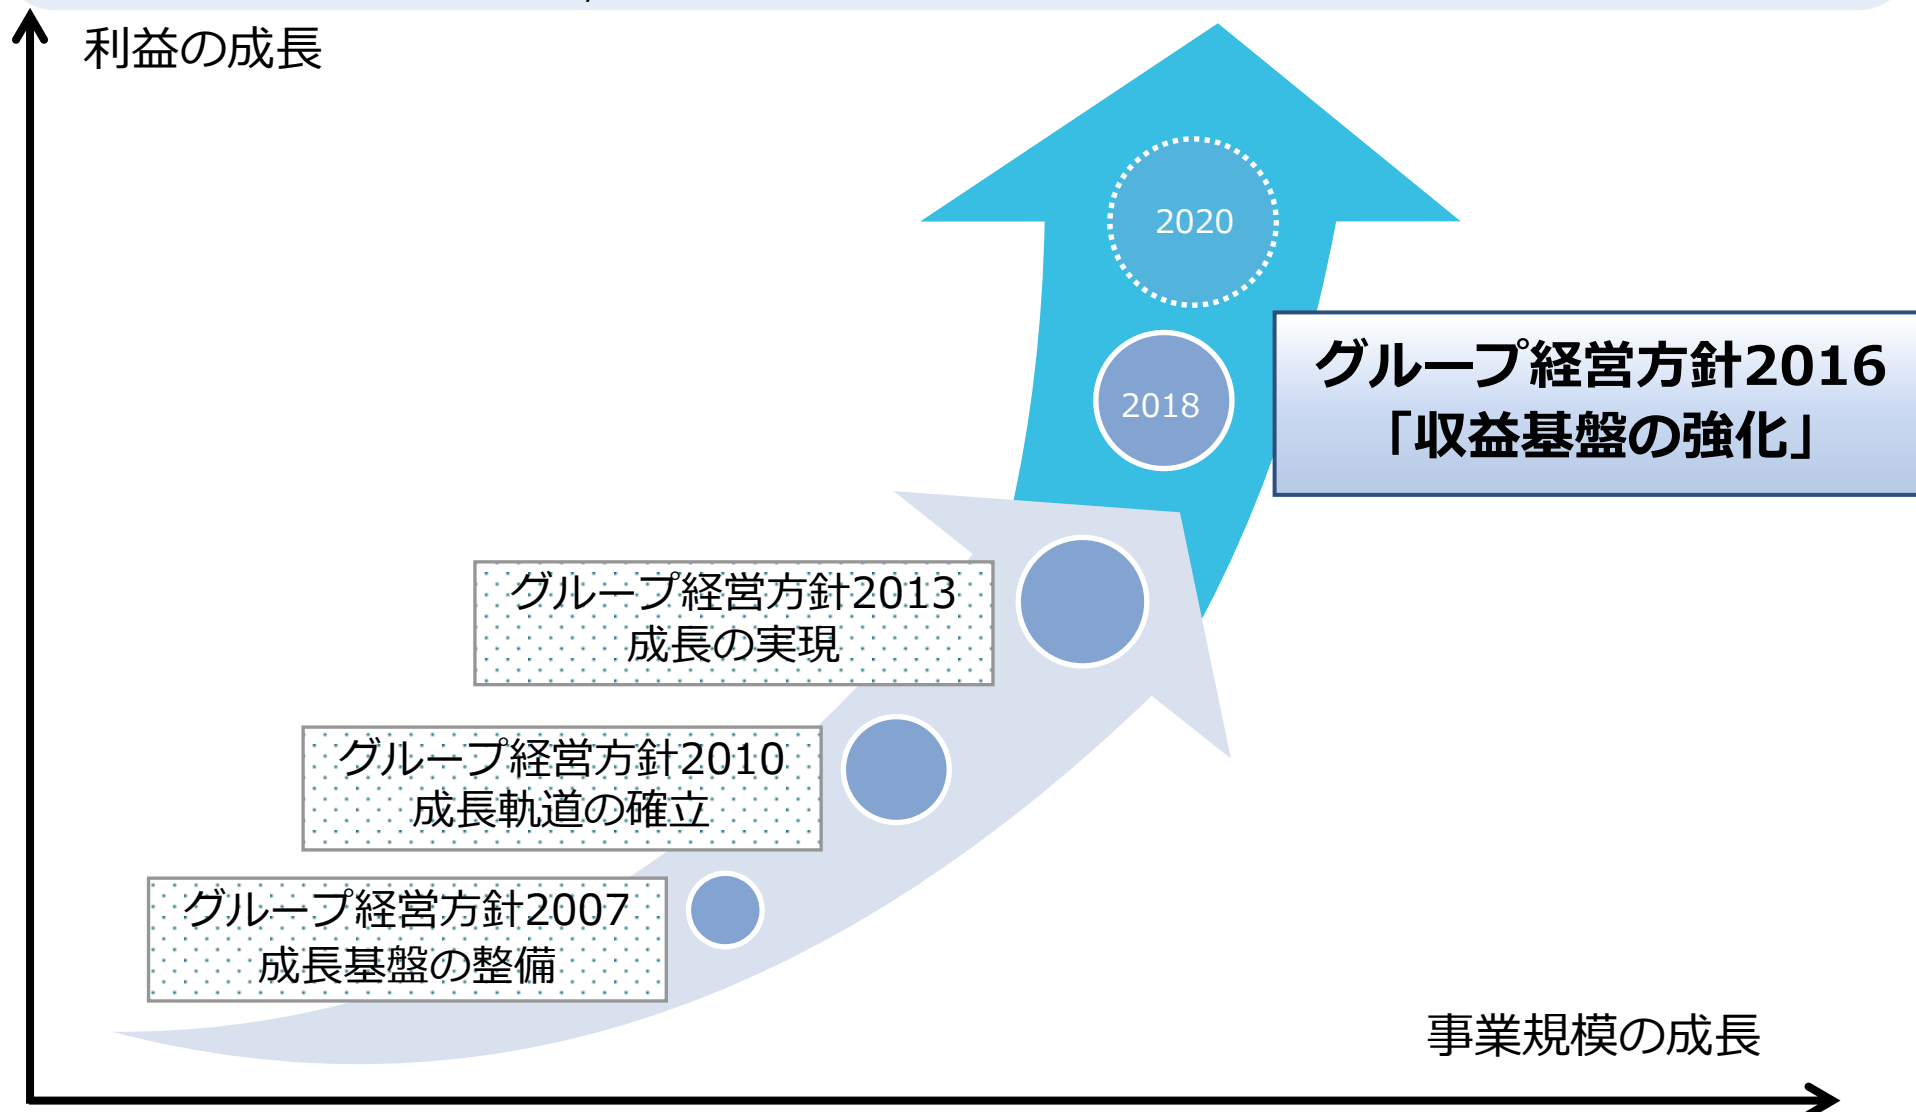 利益の成長
2020
グループ経営方針2016
「収益基盤の強化」
2018
グループ経営方針2013
成長の実現
グループ経営方針2010
成長軌道の確立
グループ経営方針2007
成長基盤の整備
事業規模の成長